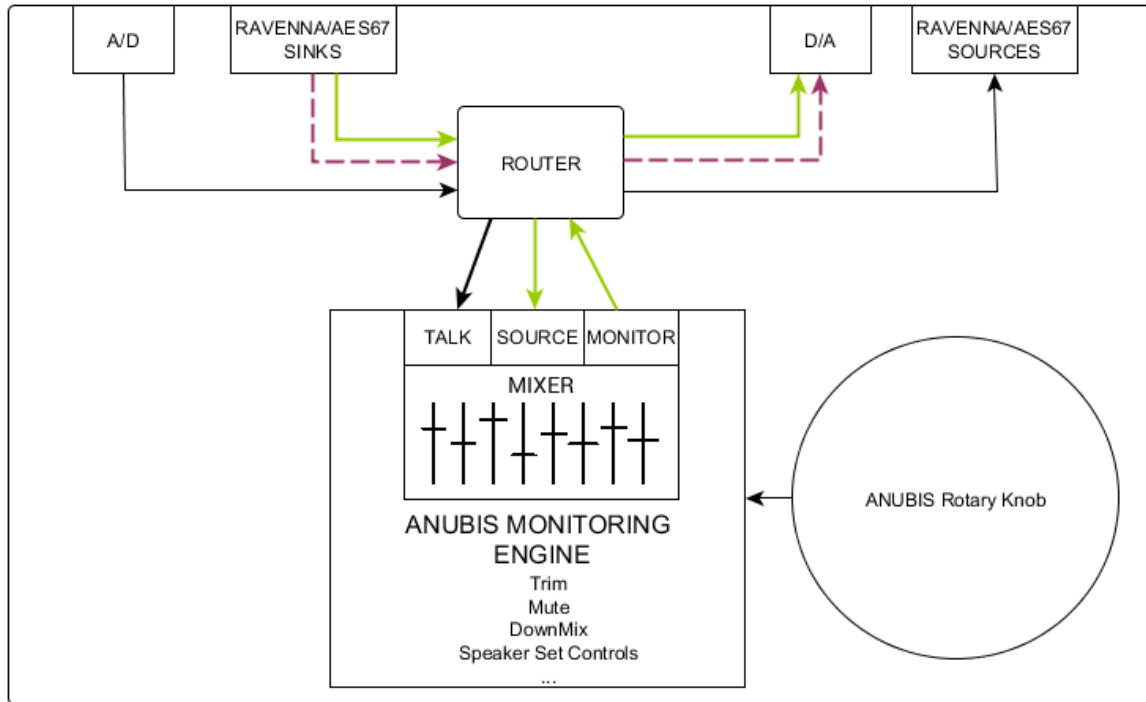 A/D
RAVENNA/AES67
SINKS
D/A
RAVENNA/AES67
SOURCES
ROUTER
TALK
SOURCE
MONITOR
MIXER
ANUBIS MONITORING
ENGINE
Trim
Mute
DownMix
Speaker Set Controls
...
ANUBIS Rotary Knob